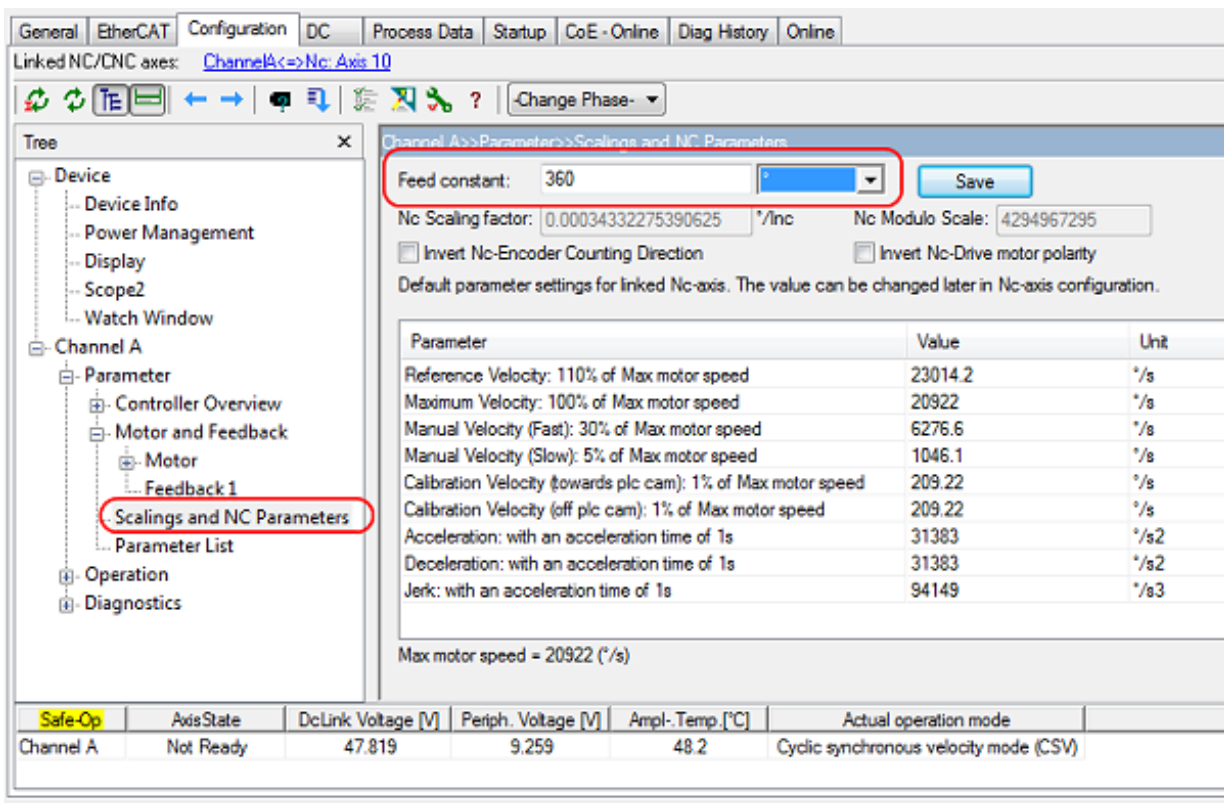 General EtherCAT Configuration DC Process Data Startup CoE - Online Diag History Online
Linked NC/CNC axes: ChannelA<=>Nc: Axis 10
TE ? -Change Phase-
Tree x
Channel A>>Parameter>>Scalings and NC Parameters
Device
Device Info
Power Management
Display
Scope2
Watch Window
Channel A
Parameter
Controller Overview
Motor and Feedback
Motor
Feedback 1
Scalings and NC Parameters
Parameter List
Operation
Diagnostics
Feed constant: 360 ° Save
Nc Scaling factor: 0.00034332275390625 °/Inc Nc Modulo Scale: 4294967295
Invert Nc-Encoder Counting Direction Invert Nc-Drive motor polarity
Default parameter settings for linked Nc-axis. The value can be changed later in Nc-axis configuration.
Parameter Value Unit
Reference Velocity: 110% of Max motor speed 23014.2 °/s
Maximum Velocity: 100% of Max motor speed 20922 °/s
Manual Velocity (Fast): 30% of Max motor speed 6276.6 °/s
Manual Velocity (Slow): 5% of Max motor speed 1046.1 °/s
Calibration Velocity (towards plc cam): 1% of Max motor speed 209.22 °/s
Calibration Velocity (off plc cam): 1% of Max motor speed 209.22 °/s
Acceleration: with an acceleration time of 1s 31383 °/s2
Deceleration: with an acceleration time of 1s 31383 °/s2
Jerk: with an acceleration time of 1s 94149 °/s3
Max motor speed = 20922 (°/s)
Safe-Op AxisState DcLink Voltage [V] Periph. Voltage [V] Ampl-.Temp.[°C] Actual operation mode
Channel A Not Ready 47.819 9.259 48.2 Cyclic synchronous velocity mode (CSV)